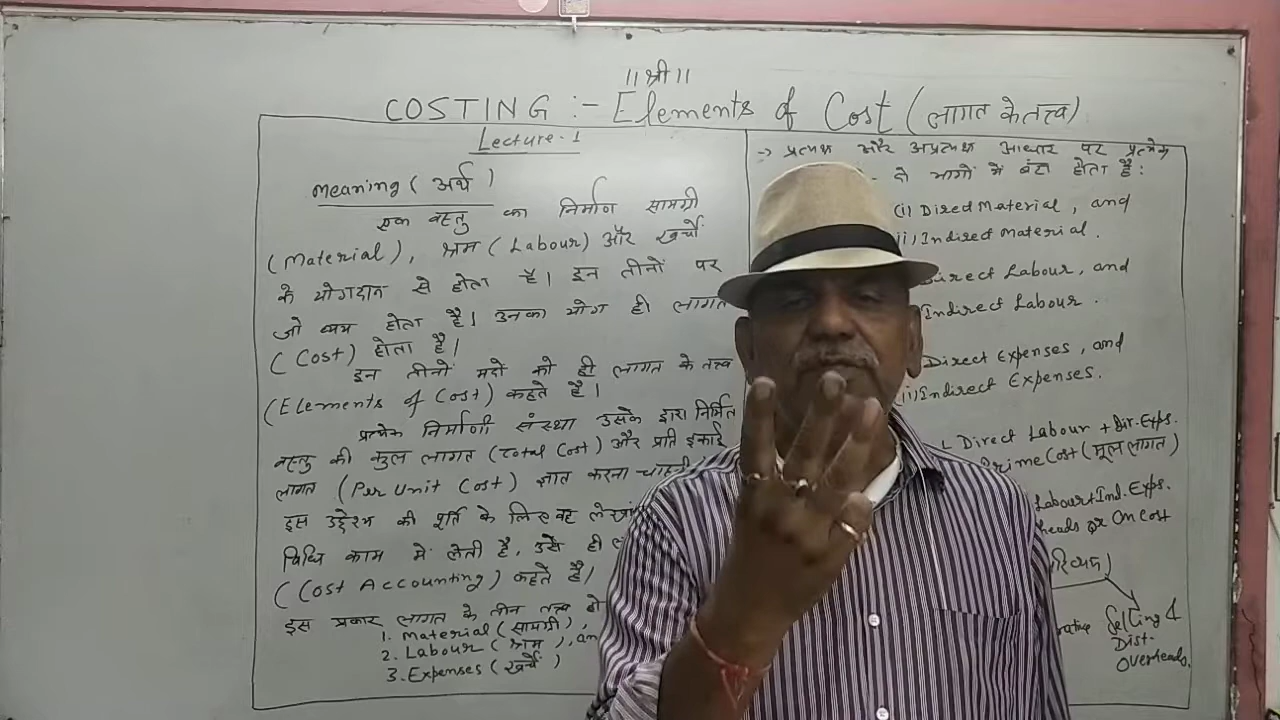 ॥ श्री ॥
COSTING :- Elements of Cost (लागत के तत्त्व)
Lecture-1
Meaning (अर्थ)
एक वस्तु का निर्माण सामग्री
(Material), श्रम (Labour) और खर्चों
के योगदान से होता है। इन तीनों पर
जो व्यय होता है। उनका योग ही लागत
(Cost) होता है।
इन तीनों मदों को ही लागत के तत्त्व
(Elements of Cost) कहते है।
प्रत्येक निर्माणी संस्था उसके द्वारा निर्मित
वस्तु की कुल लागत (Total Cost) और प्रति इकाई
लागत (Per Unit Cost) ज्ञात करना
इस उद्देश्य की पूर्ति के लिए वह
विधि काम में लेती है, उसे ही
(Cost Accounting) कहते है।
इस प्रकार लागत के तीन तत्त्व
1. Material (सामग्री),
2. Labour (श्रम),
3. Expenses (खर्चे)
-> प्रत्यक्ष और अप्रत्यक्ष आधार पर प्रत्येक
दो भागों में बंटा होता है:
(i) Direct Material, and
ii) Indirect Material.
Direct Labour, and
Indirect Labour.
Direct Expenses, and
(ii) Indirect Expenses.
Direct Labour + Dir. Exps.
Prime Cost (मूल लागत)
Labour + Ind. Exps.
or On Cost
Selling &
Dist.
Overheads.